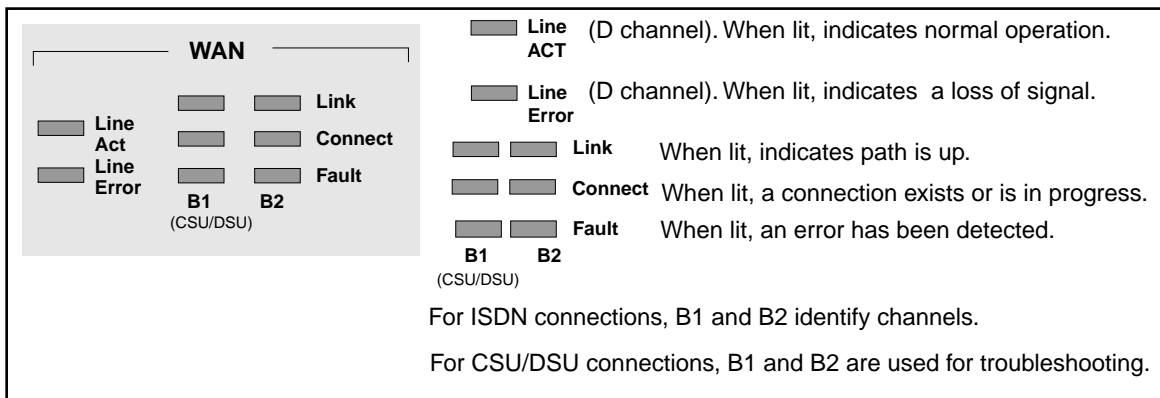 WAN
Line Act
Line Error
Link
Connect
Fault
B1 B2
(CSU/DSU)
Line ACT (D channel). When lit, indicates normal operation.
Line Error (D channel). When lit, indicates a loss of signal.
Link When lit, indicates path is up.
Connect When lit, a connection exists or is in progress.
Fault When lit, an error has been detected.
B1 B2
(CSU/DSU)
For ISDN connections, B1 and B2 identify channels.
For CSU/DSU connections, B1 and B2 are used for troubleshooting.